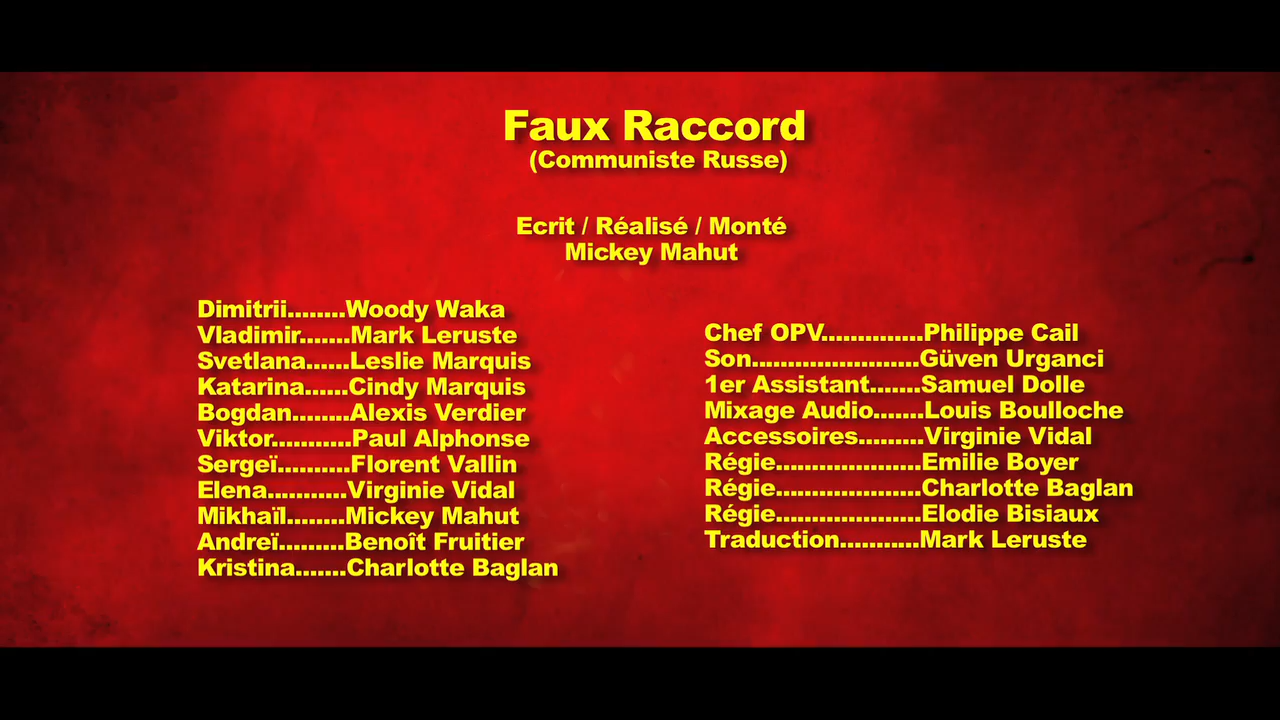 Faux Raccord
(Communiste Russe)
Ecrit / Réalisé / Monté
Mickey Mahut
Dimitrii........Woody Waka
Vladimir.......Mark Leruste
Svetlana......Leslie Marquis
Katarina......Cindy Marquis
Bogdan........Alexis Verdier
Viktor...........Paul Alphonse
Sergeï..........Florent Vallin
Elena...........Virginie Vidal
Mikhaïl........Mickey Mahut
Andreï.........Benoît Fruitier
Kristina.......Charlotte Baglan
Chef OPV..............Philippe Cail
Son.......................Güven Urganci
1er Assistant.......Samuel Dolle
Mixage Audio.......Louis Boulloche
Accessoires.........Virginie Vidal
Régie....................Emilie Boyer
Régie....................Charlotte Baglan
Régie....................Elodie Bisiaux
Traduction...........Mark Leruste